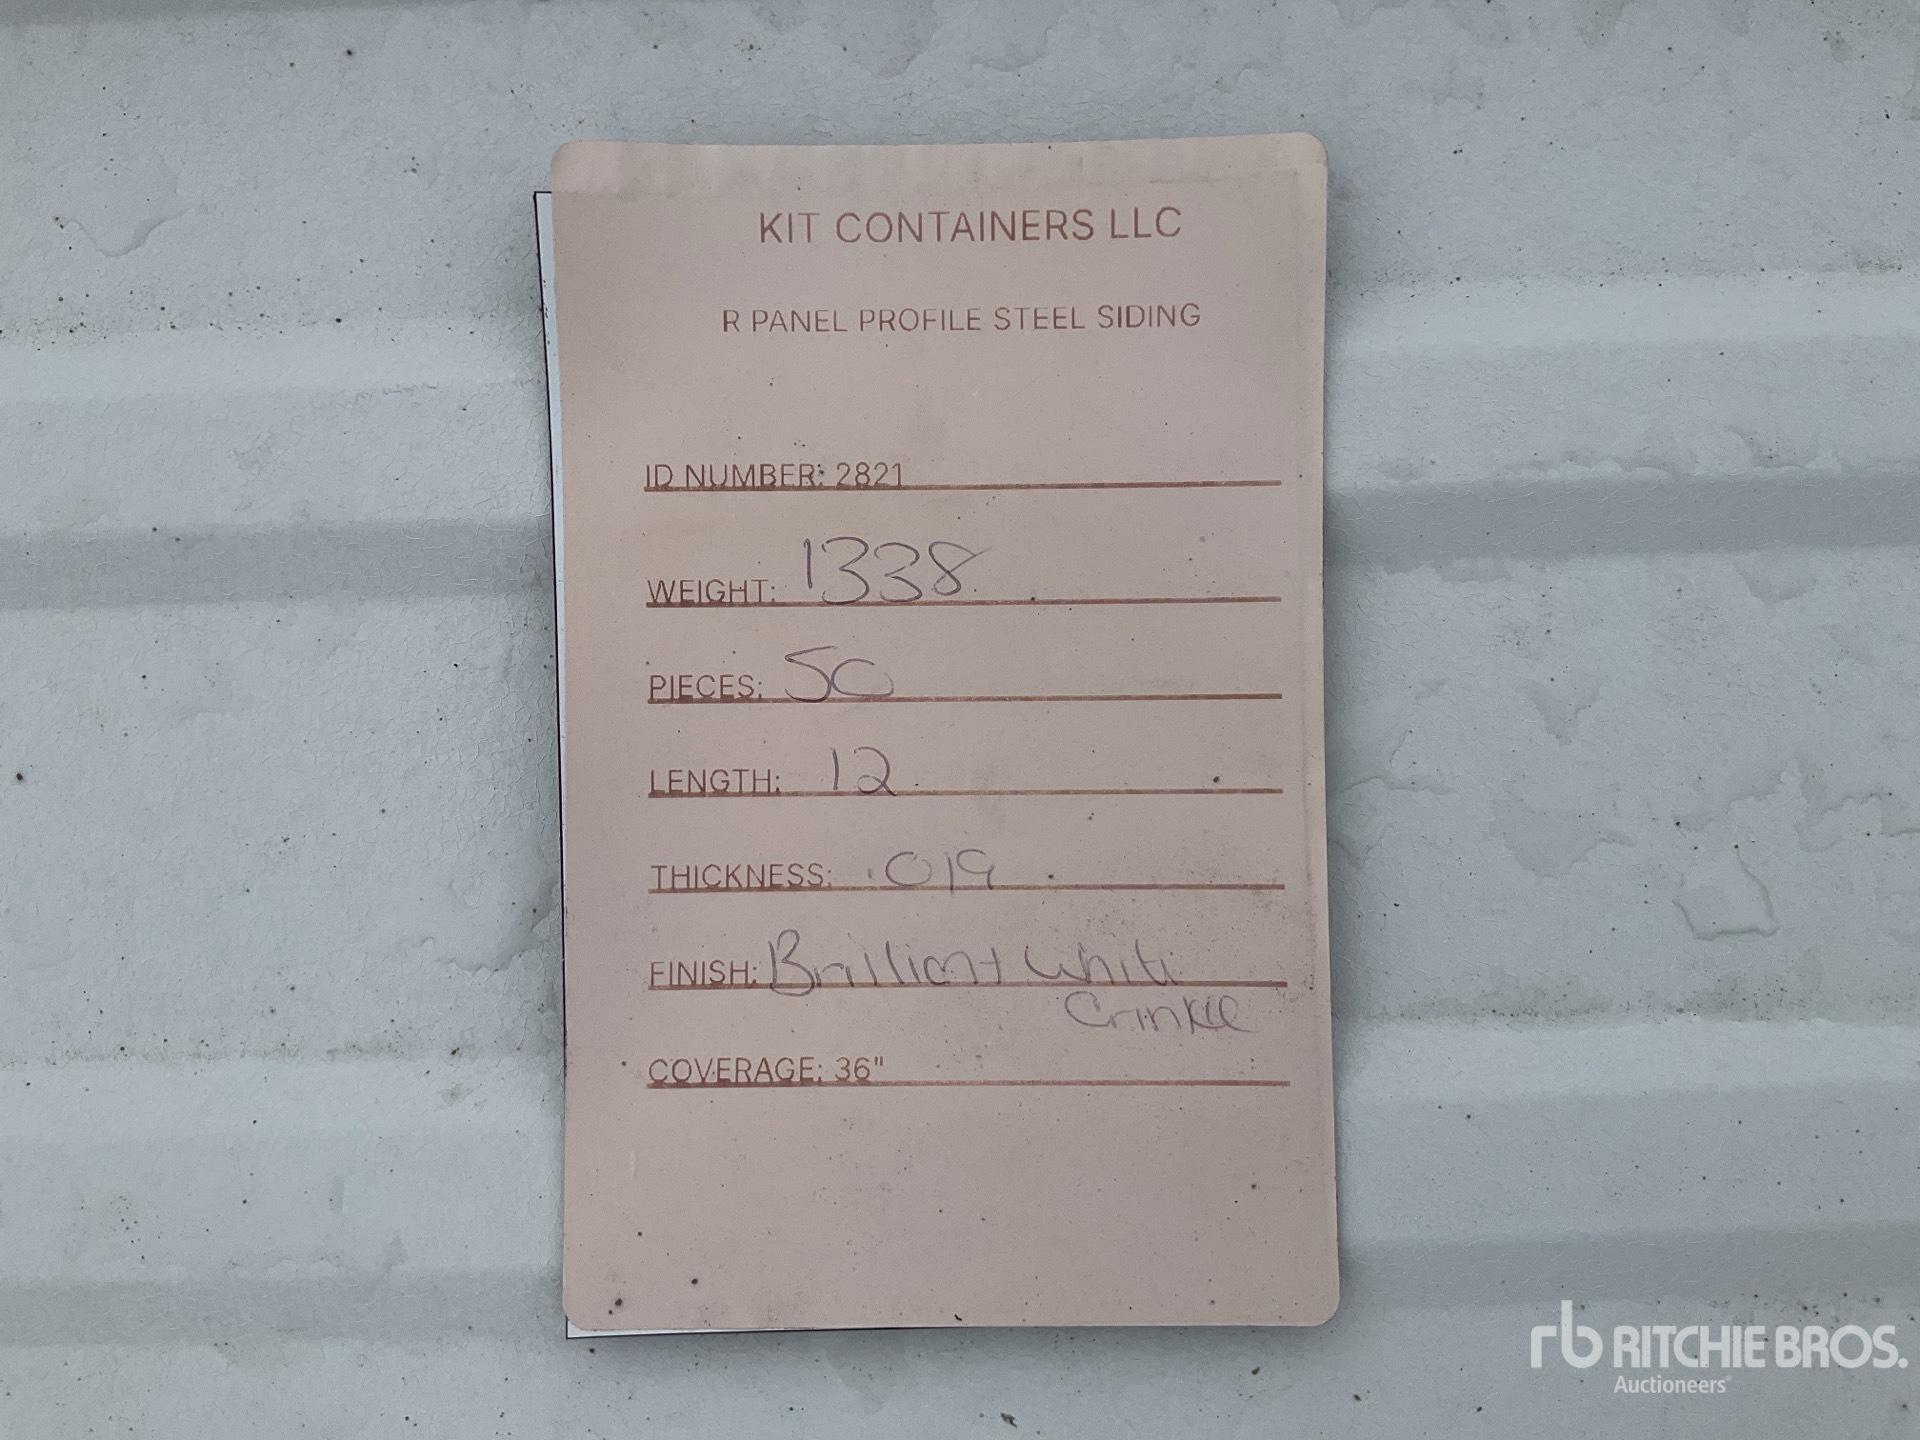 KIT CONTAINERS LLC
R PANEL PROFILE STEEL SIDING
ID NUMBER: 2821
WEIGHT: 1338
PIECES: 50
LENGTH: 12
THICKNESS: .019
FINISH: Brilliant White
Crinkle
COVERAGE: 36"
rb RITCHIE BROS.
Auctioneers